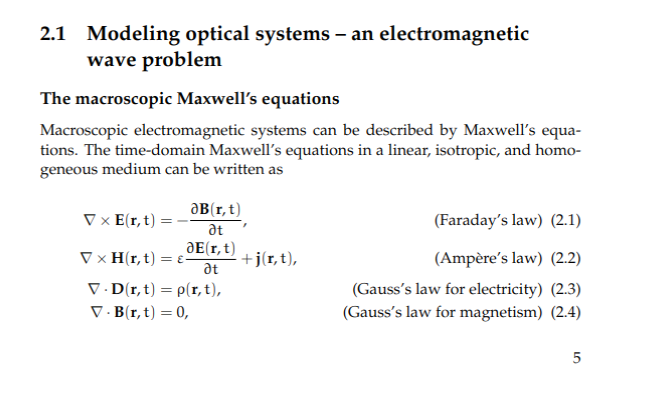 2.1 Modeling optical systems – an electromagnetic
wave problem
The macroscopic Maxwell's equations
Macroscopic electromagnetic systems can be described by Maxwell's equa-
tions. The time-domain Maxwell's equations in a linear, isotropic, and homo-
geneous medium can be written as
∇ × E(r, t) = −∂B(r, t)/∂t, (Faraday's law) (2.1)
∇ × H(r, t) = ε ∂E(r, t)/∂t + j(r, t), (Ampère's law) (2.2)
∇ · D(r, t) = ρ(r, t), (Gauss's law for electricity) (2.3)
∇ · B(r, t) = 0, (Gauss's law for magnetism) (2.4)
5